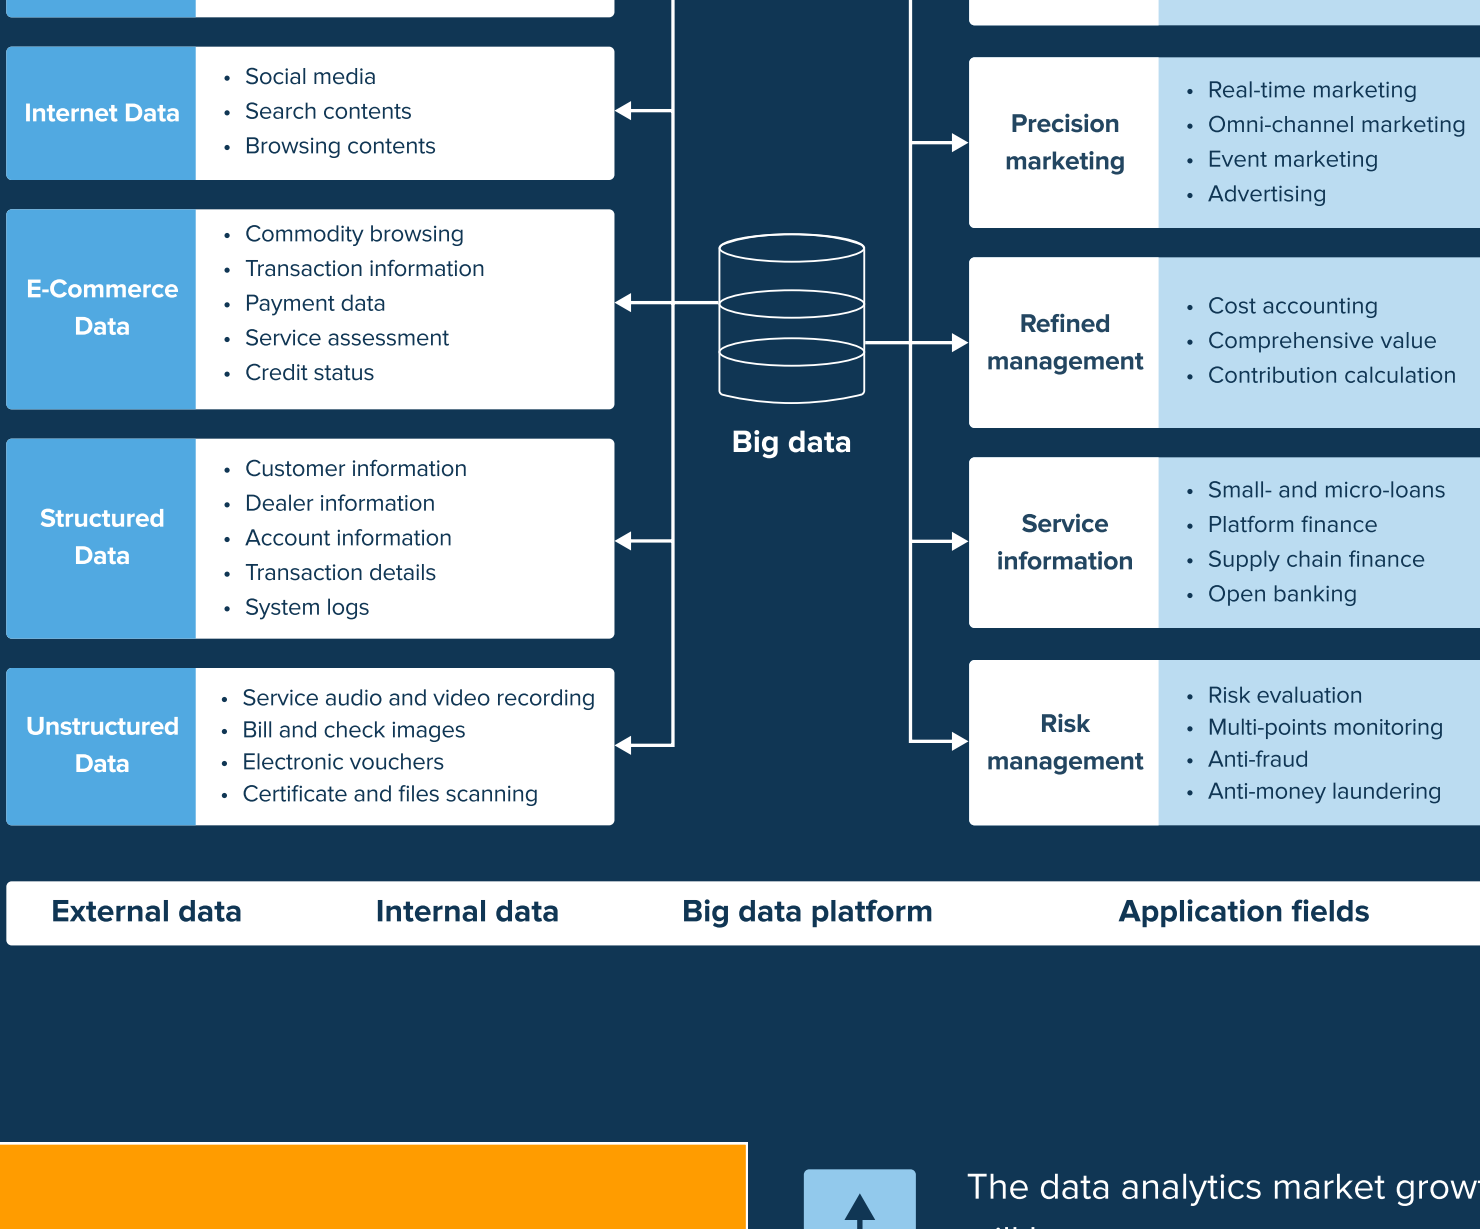 Internet Data
• Social media
• Search contents
• Browsing contents
E-Commerce
Data
• Commodity browsing
• Transaction information
• Payment data
• Service assessment
• Credit status
Structured
Data
• Customer information
• Dealer information
• Account information
• Transaction details
• System logs
Unstructured
Data
• Service audio and video recording
• Bill and check images
• Electronic vouchers
• Certificate and files scanning
Big data
Precision
marketing
• Real-time marketing
• Omni-channel marketing
• Event marketing
• Advertising
Refined
management
• Cost accounting
• Comprehensive value
• Contribution calculation
Service
information
• Small- and micro-loans
• Platform finance
• Supply chain finance
• Open banking
Risk
management
• Risk evaluation
• Multi-points monitoring
• Anti-fraud
• Anti-money laundering
External data
Internal data
Big data platform
Application fields
The data analytics market